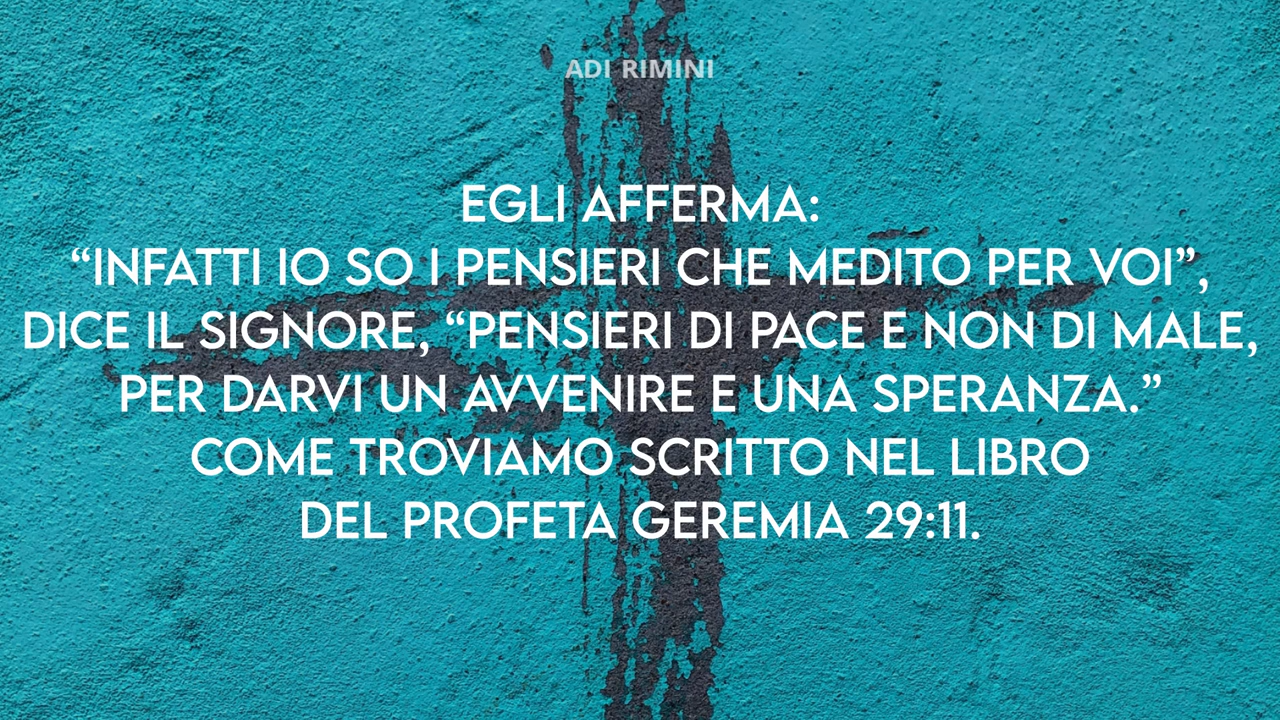 ADI RIMINI
EGLI AFFERMA:
“INFATTI IO SO I PENSIERI CHE MEDITO PER VOI”,
DICE IL SIGNORE, “PENSIERI DI PACE E NON DI MALE,
PER DARVI UN AVVENIRE E UNA SPERANZA.”
COME TROVIAMO SCRITTO NEL LIBRO
DEL PROFETA GEREMIA 29:11.